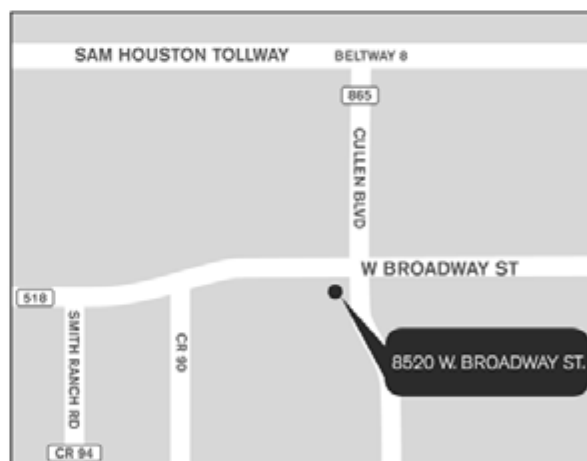 SAM HOUSTON TOLLWAY
BELTWAY 8
865
CULLEN BLVD
W BROADWAY ST
518
SMITH RANCH RD
CR 90
8520 W. BROADWAY ST.
CR 94